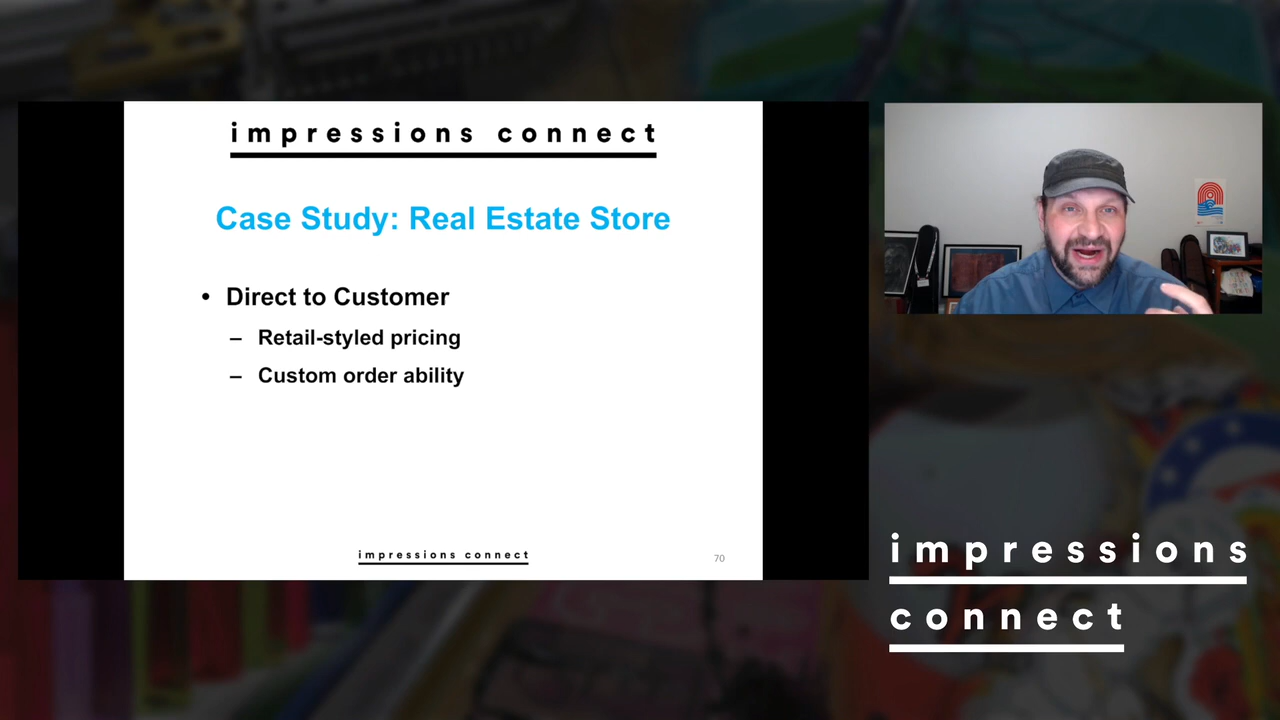 impressions connect
Case Study: Real Estate Store
• Direct to Customer
– Retail-styled pricing
– Custom order ability
impressions connect
70
impressions
connect